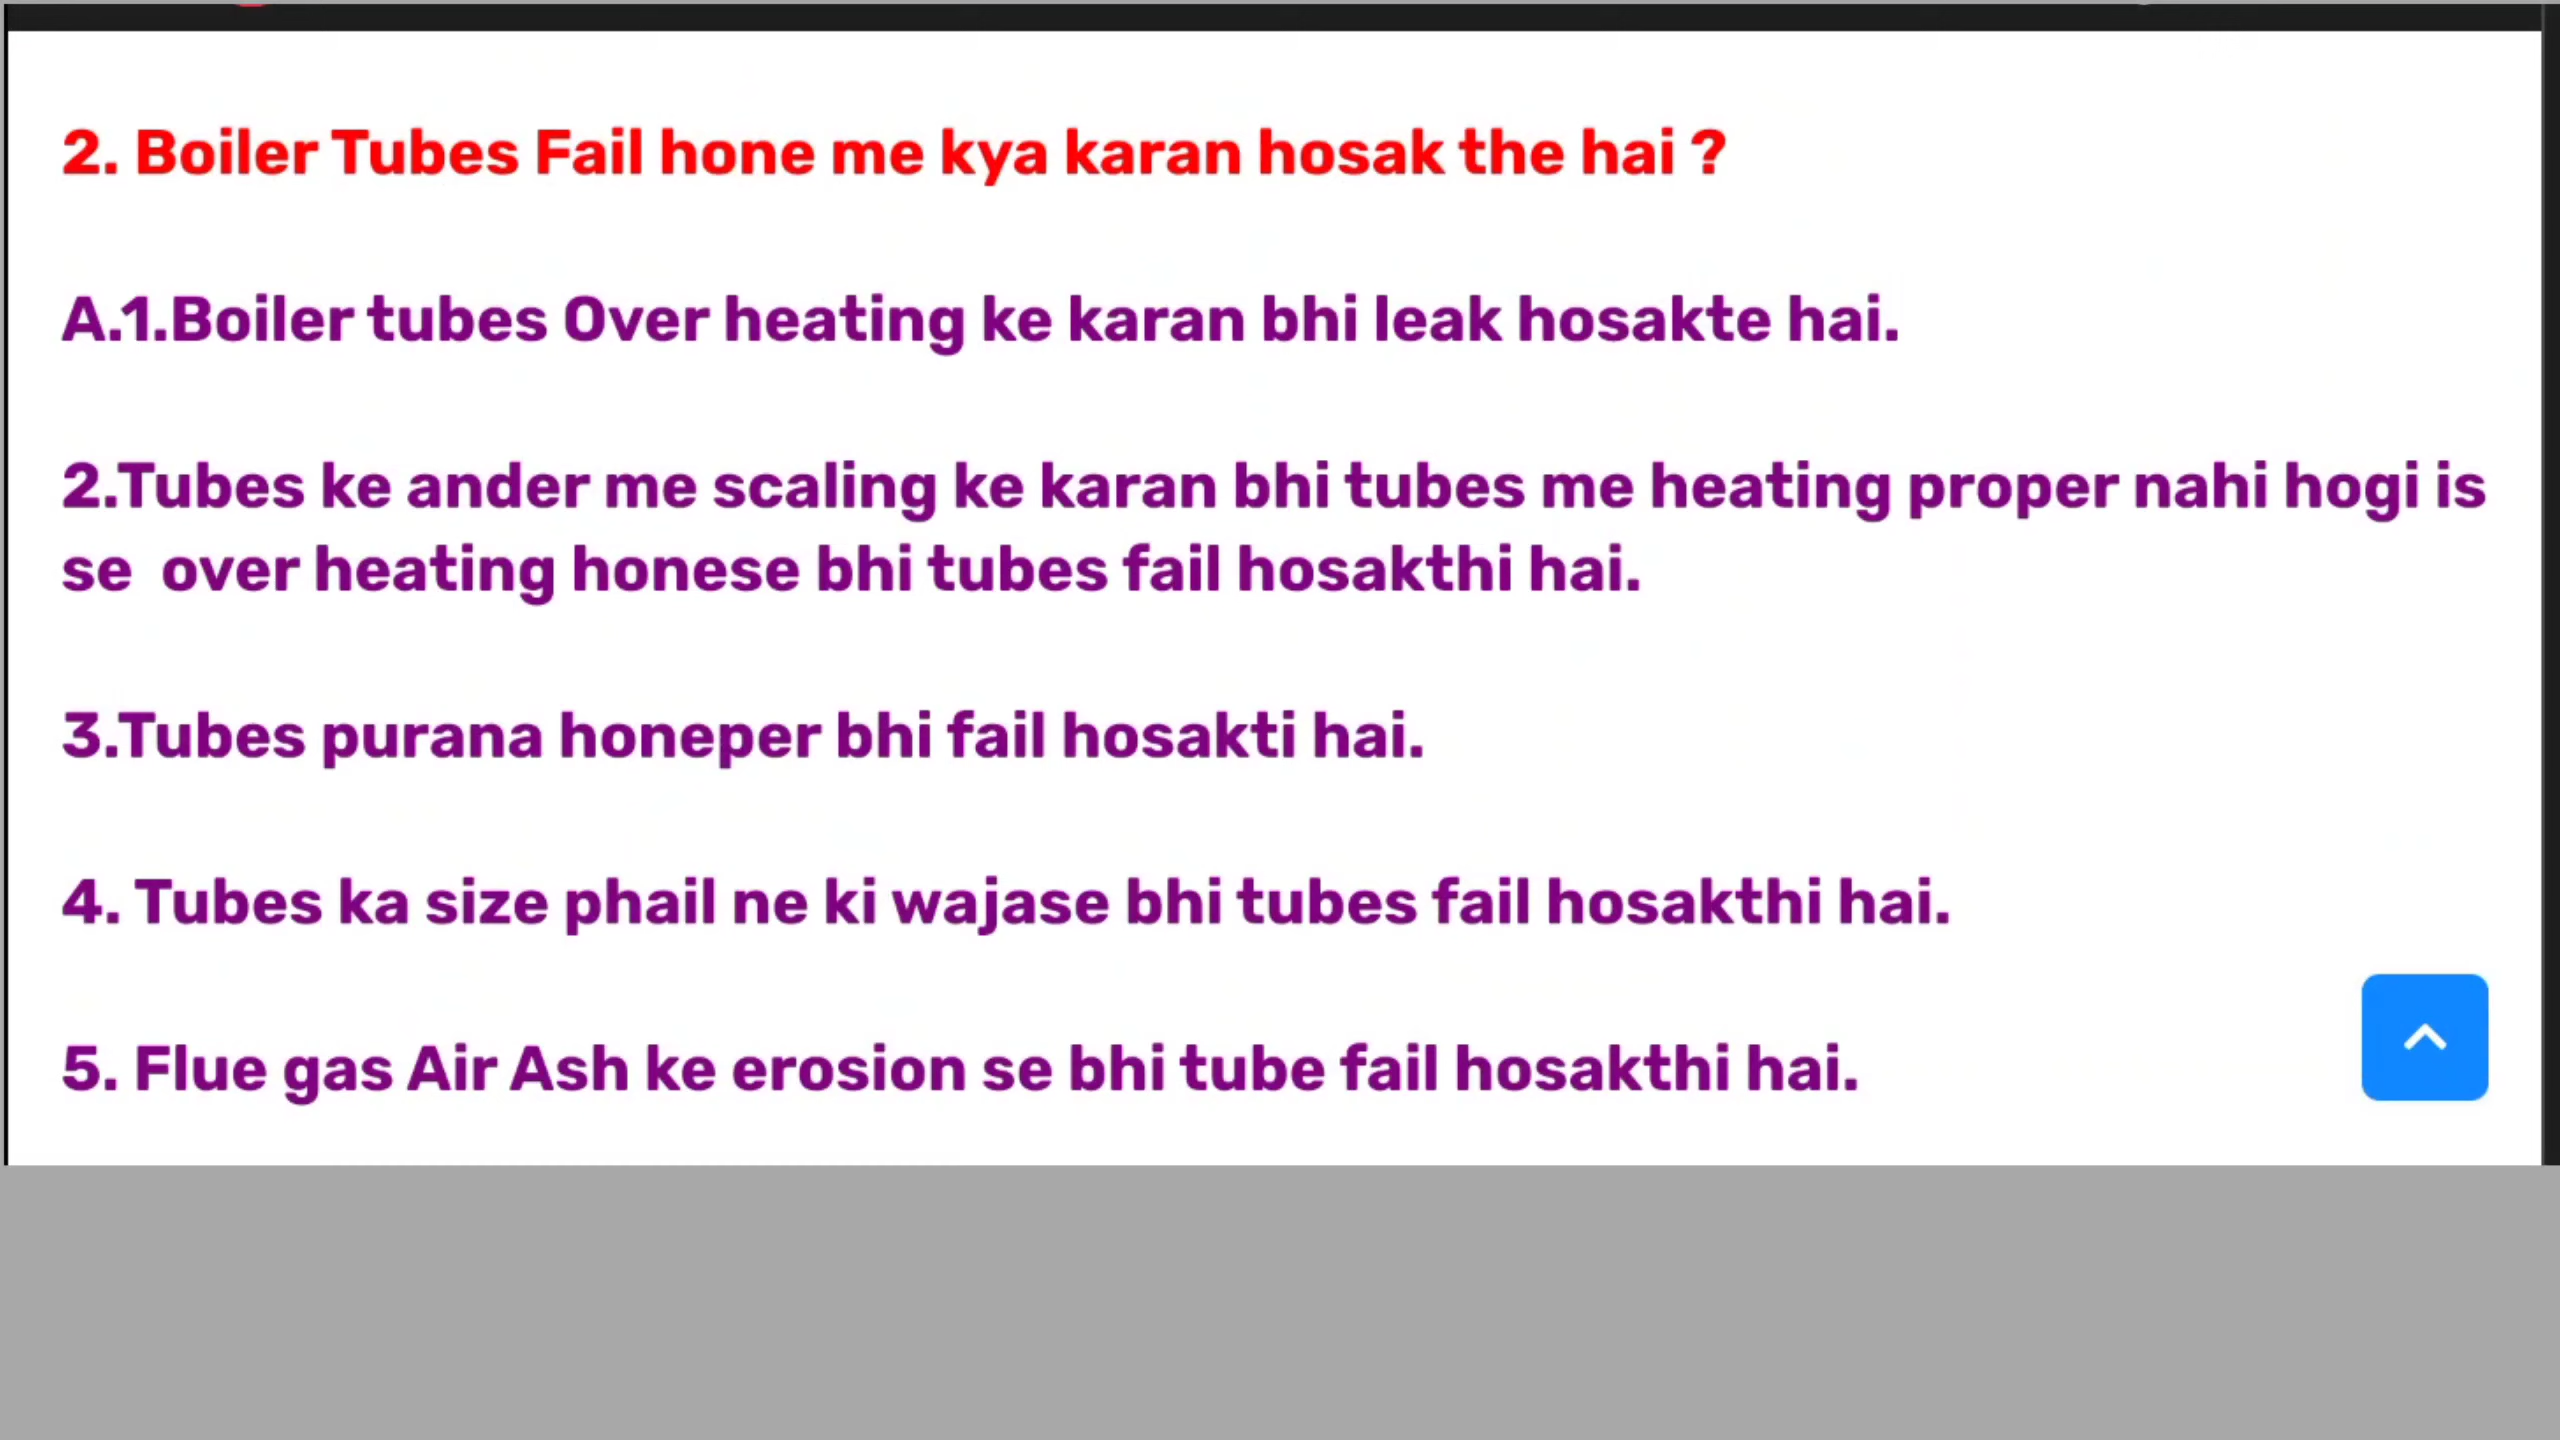 2. Boiler Tubes Fail hone me kya karan hosak the hai ?
A.1.Boiler tubes Over heating ke karan bhi leak hosakte hai.
2.Tubes ke ander me scaling ke karan bhi tubes me heating proper nahi hogi is
se over heating honese bhi tubes fail hosakthi hai.
3.Tubes purana honeper bhi fail hosakti hai.
4. Tubes ka size phail ne ki wajase bhi tubes fail hosakthi hai.
5. Flue gas Air Ash ke erosion se bhi tube fail hosakthi hai.